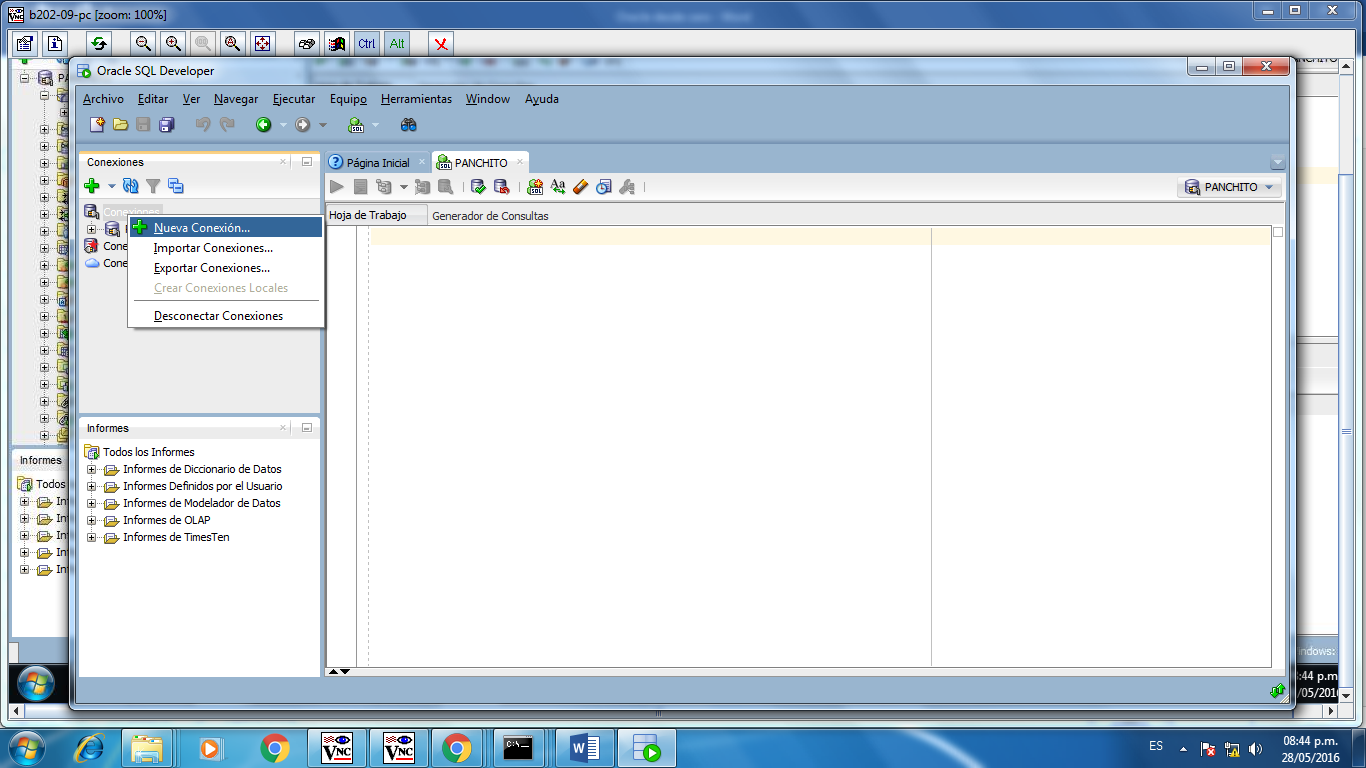 b202-09-pc [zoom: 100%]
Ctrl
Alt
Oracle SQL Developer
Archivo Editar Ver Navegar Ejecutar Equipo Herramientas Window Ayuda
SQL
Conexiones
Página Inicial
PANCHITO
PANCHITO
Conexiones
Hoja de Trabajo
Generador de Consultas
Nueva Conexión...
Importar Conexiones...
Exportar Conexiones...
Crear Conexiones Locales
Desconectar Conexiones
Informes
Todos los Informes
Informes de Diccionario de Datos
Informes Definidos por el Usuario
Informes de Modelador de Datos
Informes de OLAP
Informes de TimesTen
Informes
Todos
ES
08:44 p.m.
28/05/2016